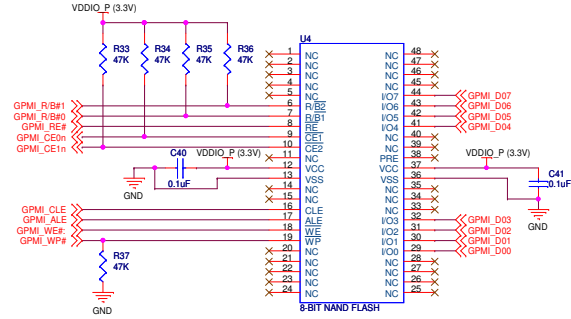 VDDIO_P (3.3V)
R33
47K
R34
47K
R35
47K
R36
47K
GPMI_R/B#1
GPMI_R/B#0
GPMI_RE#
GPMI_CE0n
GPMI_CE1n
C40
0.1uF
VDDIO_P (3.3V)
GND
GPMI_CLE
GPMI_ALE
GPMI_WE#:
GPMI_WP#
R37
47K
GND
U4
1 NC NC 48
2 NC NC 47
3 NC NC 46
4 NC NC 45
5 NC I/O7 44 GPMI_D07
6 R/B2 I/O6 43 GPMI_D06
7 R/B1 I/O5 42 GPMI_D05
8 RE I/O4 41 GPMI_D04
9 CE1 NC 40
10 CE2 NC 39
11 NC PRE 38
12 VCC VCC 37
13 VSS VSS 36
14 NC NC 35
15 NC NC 34
16 CLE NC 33
17 ALE I/O3 32 GPMI_D03
18 WE I/O2 31 GPMI_D02
19 WP I/O1 30 GPMI_D01
20 NC I/O0 29 GPMI_D00
21 NC NC 28
22 NC NC 27
23 NC NC 26
24 NC NC 25
8-BIT NAND FLASH
VDDIO_P (3.3V)
C41
0.1uF
GND